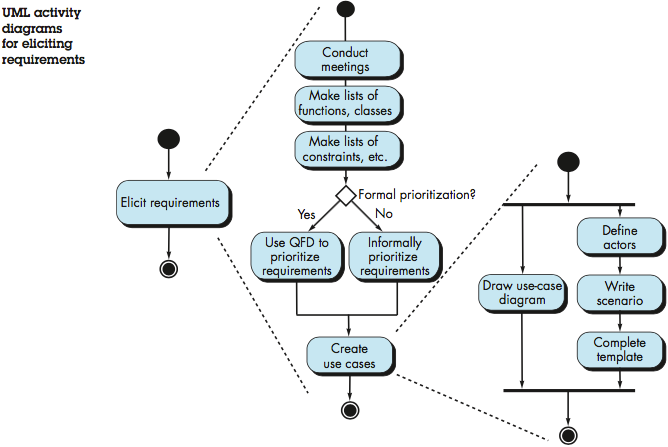 UML activity
diagrams
for eliciting
requirements
Conduct
meetings
Make lists of
functions, classes
Make lists of
constraints, etc.
Formal prioritization?
Yes
No
Elicit requirements
Use QFD to
prioritize
requirements
Informally
prioritize
requirements
Create
use cases
Define
actors
Draw use-case
diagram
Write
scenario
Complete
template